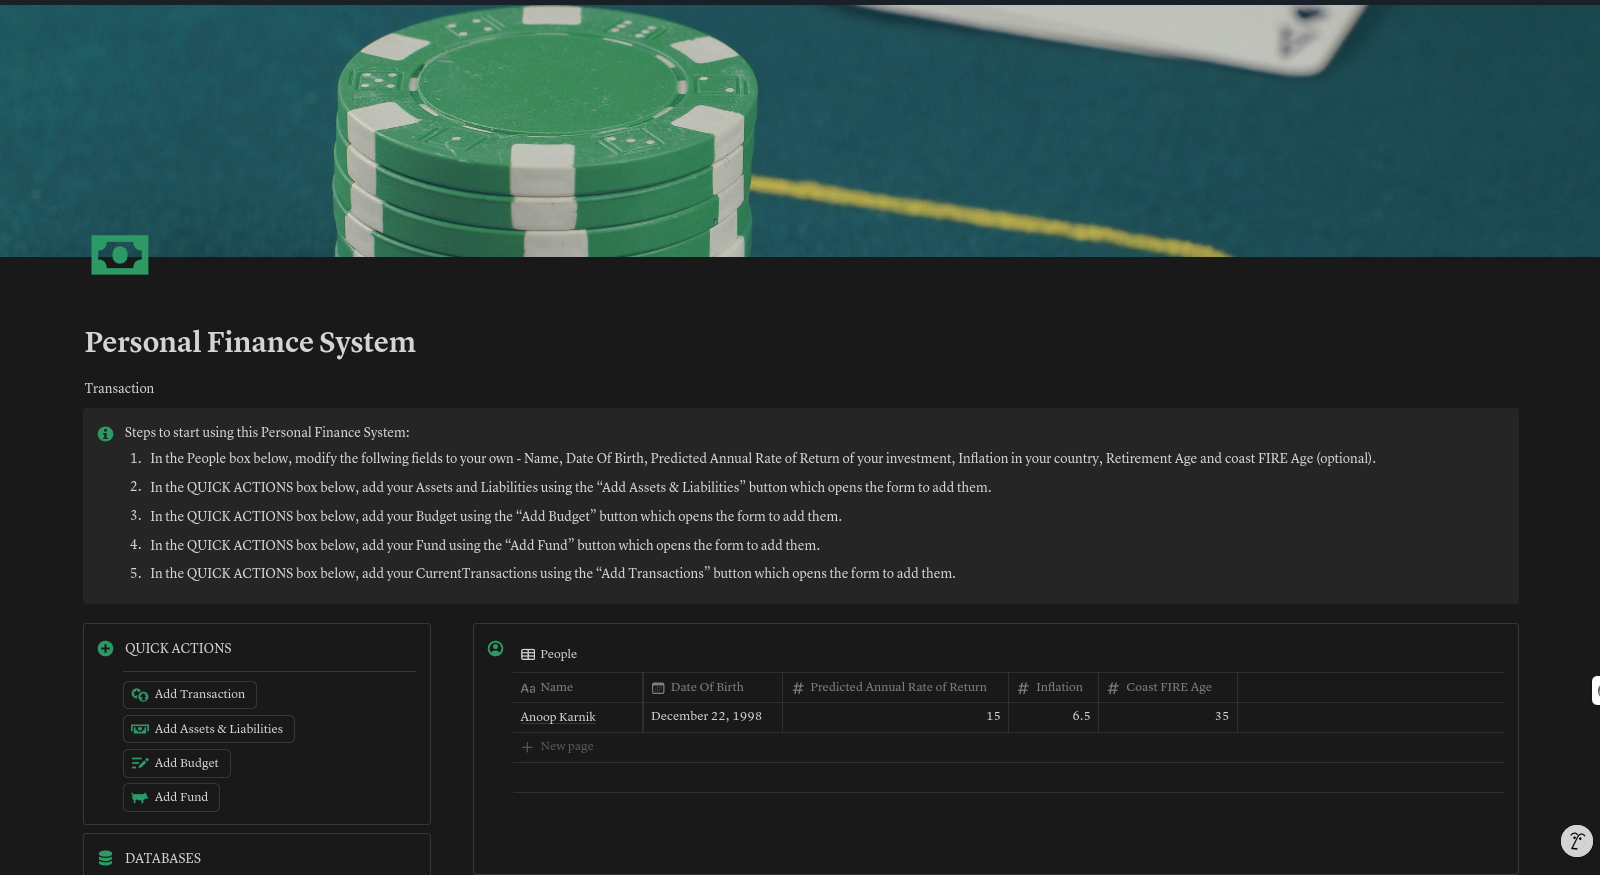 Personal Finance System
Transaction
Steps to start using this Personal Finance System:
1. In the People box below, modify the follwing fields to your own - Name, Date Of Birth, Predicted Annual Rate of Return of your investment, Inflation in your country, Retirement Age and coast FIRE Age (optional).
2. In the QUICK ACTIONS box below, add your Assets and Liabilities using the “Add Assets & Liabilities” button which opens the form to add them.
3. In the QUICK ACTIONS box below, add your Budget using the “Add Budget” button which opens the form to add them.
4. In the QUICK ACTIONS box below, add your Fund using the “Add Fund” button which opens the form to add them.
5. In the QUICK ACTIONS box below, add your CurrentTransactions using the “Add Transactions” button which opens the form to add them.
QUICK ACTIONS
Add Transaction
Add Assets & Liabilities
Add Budget
Add Fund
DATABASES
People
Aa Name Date Of Birth # Predicted Annual Rate of Return # Inflation # Coast FIRE Age
Anoop Karnik December 22, 1998 15 6.5 35
+ New page